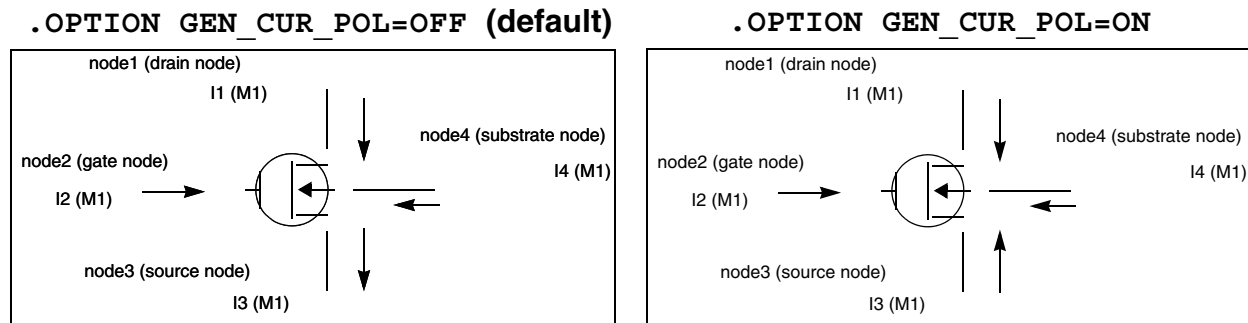 .OPTION GEN_CUR_POL=OFF (default)
node1 (drain node)
I1 (M1)
node4 (substrate node)
node2 (gate node)
I4 (M1)
I2 (M1)
node3 (source node)
I3 (M1)
.OPTION GEN_CUR_POL=ON
node1 (drain node)
I1 (M1)
node4 (substrate node)
node2 (gate node)
I4 (M1)
I2 (M1)
node3 (source node)
I3 (M1)